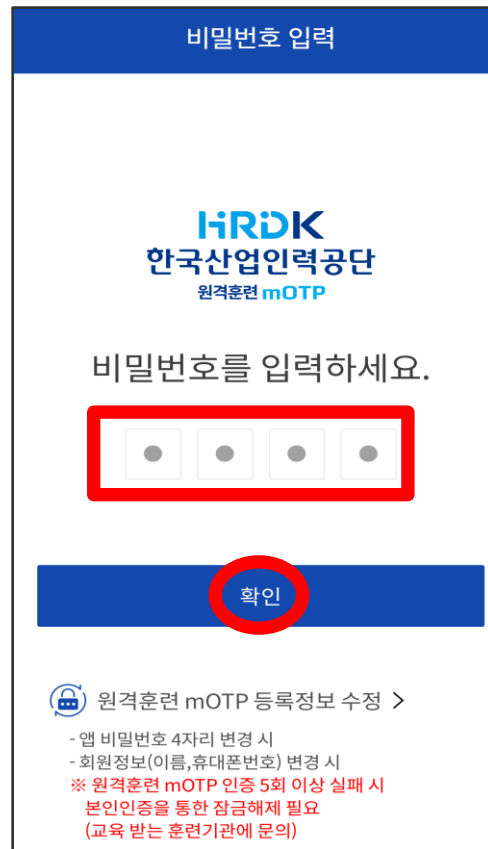 비밀번호 입력
HRDK
한국산업인력공단
원격훈련 mOTP
비밀번호를 입력하세요.
확인
원격훈련 mOTP 등록정보 수정 >
- 앱 비밀번호 4자리 변경 시
- 회원정보(이름,휴대폰번호) 변경 시
※ 원격훈련 mOTP 인증 5회 이상 실패 시
본인인증을 통한 잠금해제 필요
(교육 받는 훈련기관에 문의)